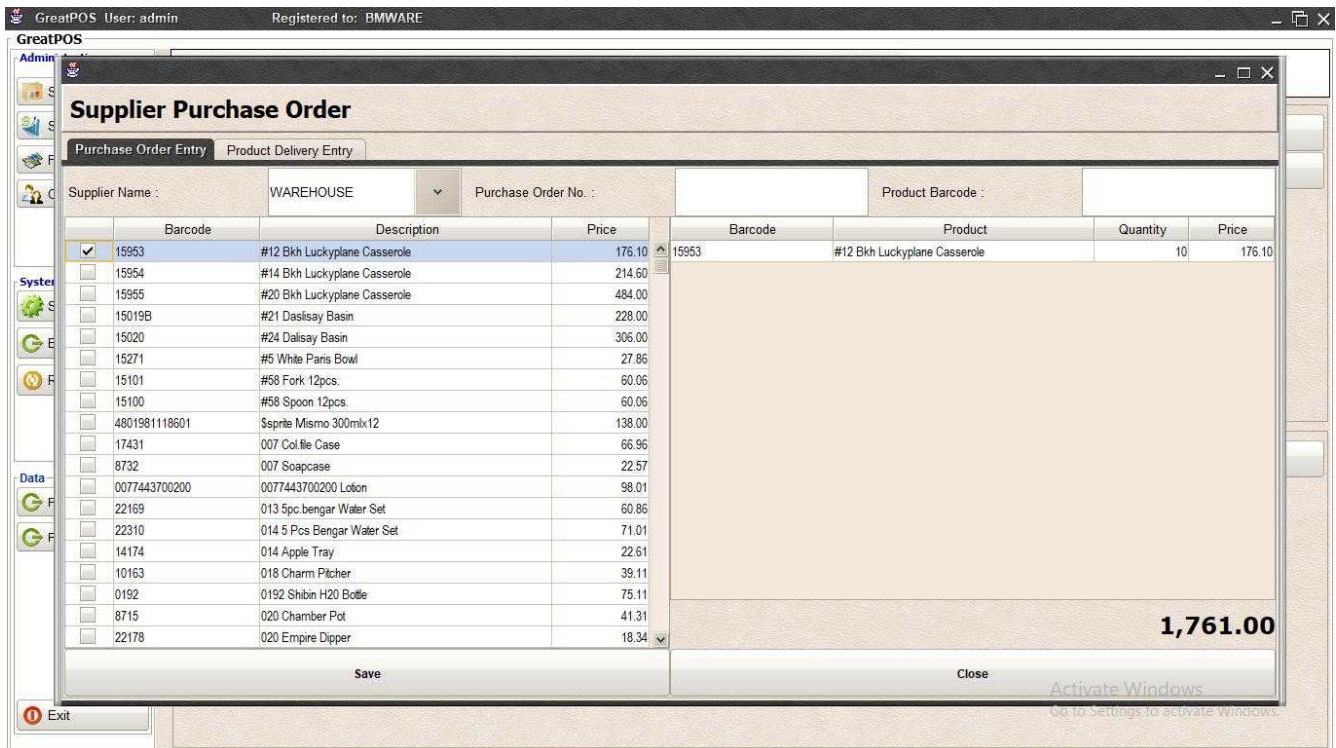 GreatPOS User: admin Registered to: BMWARE
GreatPOS
Supplier Purchase Order
Purchase Order Entry Product Delivery Entry
Supplier Name : WAREHOUSE Purchase Order No. : Product Barcode :
Barcode Description Price Barcode Product Quantity Price
15953 #12 Bkh Luckyplane Casserole 176.10 15953 #12 Bkh Luckyplane Casserole 10 176.10
15954 #14 Bkh Luckyplane Casserole 214.60
15955 #20 Bkh Luckyplane Casserole 484.00
15019B #21 Daslisay Basin 228.00
15020 #24 Dalisay Basin 306.00
15271 #5 White Paris Bowl 27.86
15101 #58 Fork 12pcs. 60.06
15100 #58 Spoon 12pcs. 60.06
4801981118601 $sprite Mismo 300mlx12 138.00
17431 007 Col.file Case 66.96
8732 007 Soapcase 22.57
0077443700200 0077443700200 Lotion 98.01
22169 013 5pc.bengar Water Set 60.86
22310 014 5 Pcs Bengar Water Set 71.01
14174 014 Apple Tray 22.61
10163 018 Charm Pitcher 39.11
0192 0192 Shibin H20 Botle 75.11
8715 020 Chamber Pot 41.31
22178 020 Empire Dipper 18.34
1,761.00
Save Close
Data
Exit
Activate Windows
Go to Settings to activate Windows.